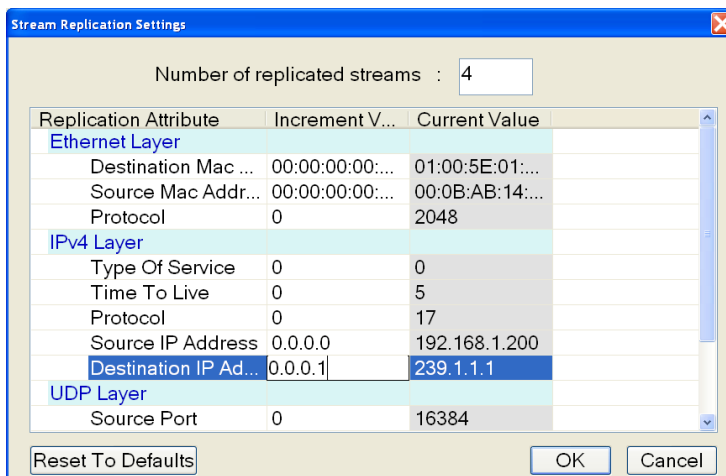 Stream Replication Settings
Number of replicated streams : 4
Replication Attribute Increment V... Current Value
Ethernet Layer
Destination Mac ... 00:00:00:00:... 01:00:5E:01:...
Source Mac Addr... 00:00:00:00:... 00:0B:AB:14:...
Protocol 0 2048
IPv4 Layer
Type Of Service 0 0
Time To Live 0 5
Protocol 0 17
Source IP Address 0.0.0.0 192.168.1.200
Destination IP Ad... 0.0.0.1 239.1.1.1
UDP Layer
Source Port 0 16384
Reset To Defaults OK Cancel